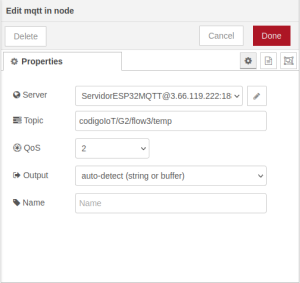 Edit mqtt in node
Delete
Cancel
Done
Properties
Server
ServidorESP32MQTT@3.66.119.222:18
Topic
codigoIoT/G2/flow3/temp
QoS
2
Output
auto-detect (string or buffer)
Name
Name